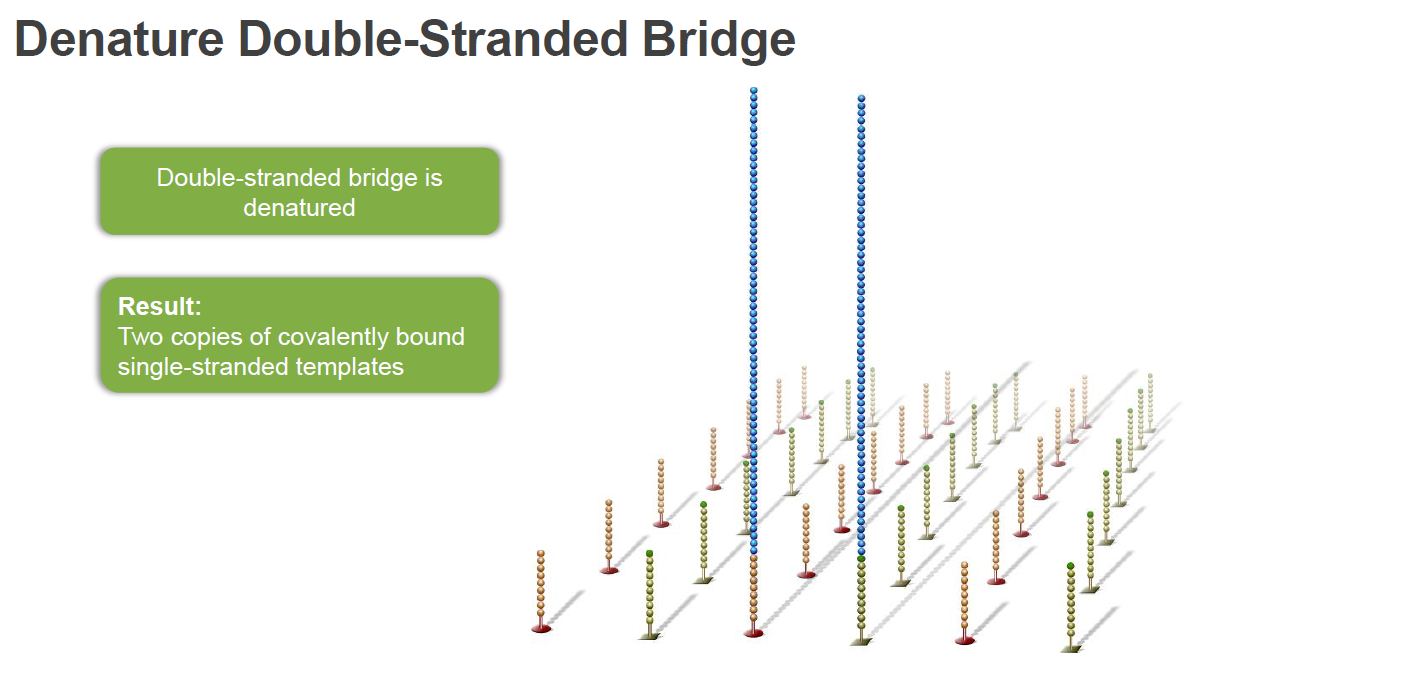 Denature Double-Stranded Bridge
Double-stranded bridge is
denatured
Result:
Two copies of covalently bound
single-stranded templates